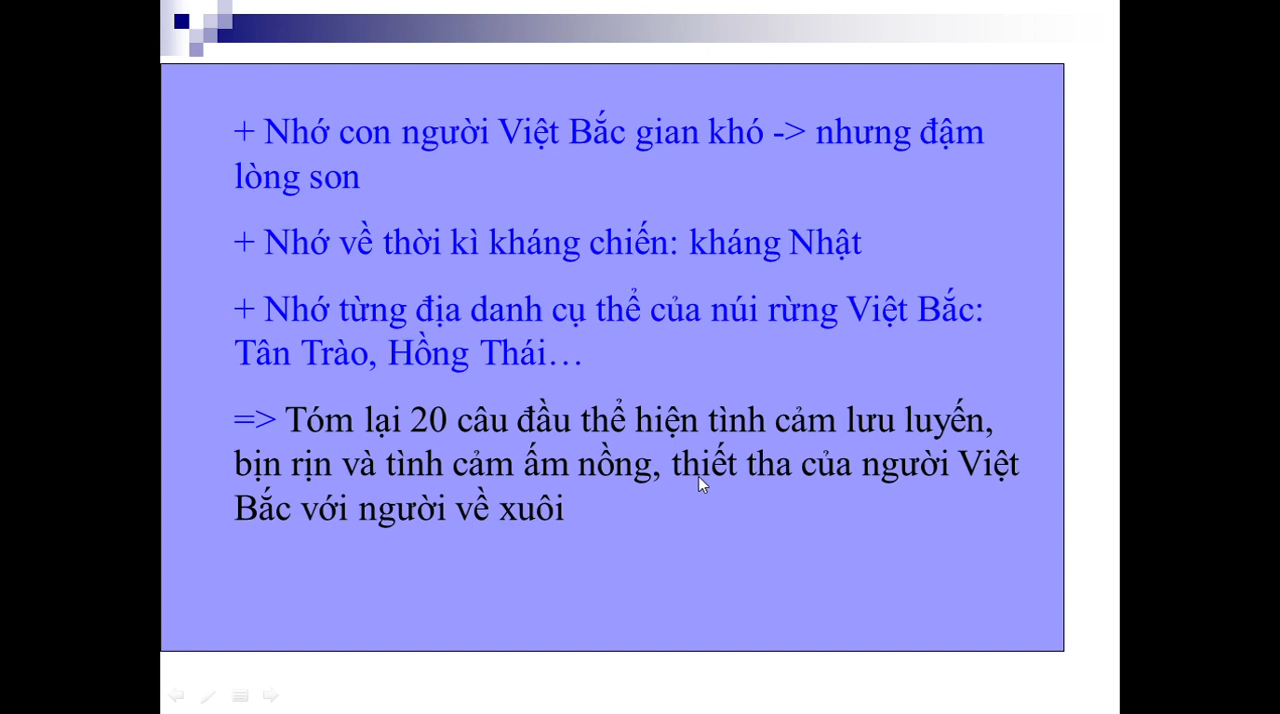 + Nhớ con người Việt Bắc gian khó -> nhưng đậm
lòng son
+ Nhớ về thời kì kháng chiến: kháng Nhật
+ Nhớ từng địa danh cụ thể của núi rừng Việt Bắc:
Tân Trào, Hồng Thái…
=> Tóm lại 20 câu đầu thể hiện tình cảm lưu luyến,
bịn rịn và tình cảm ấm nồng, thiết tha của người Việt
Bắc với người về xuôi